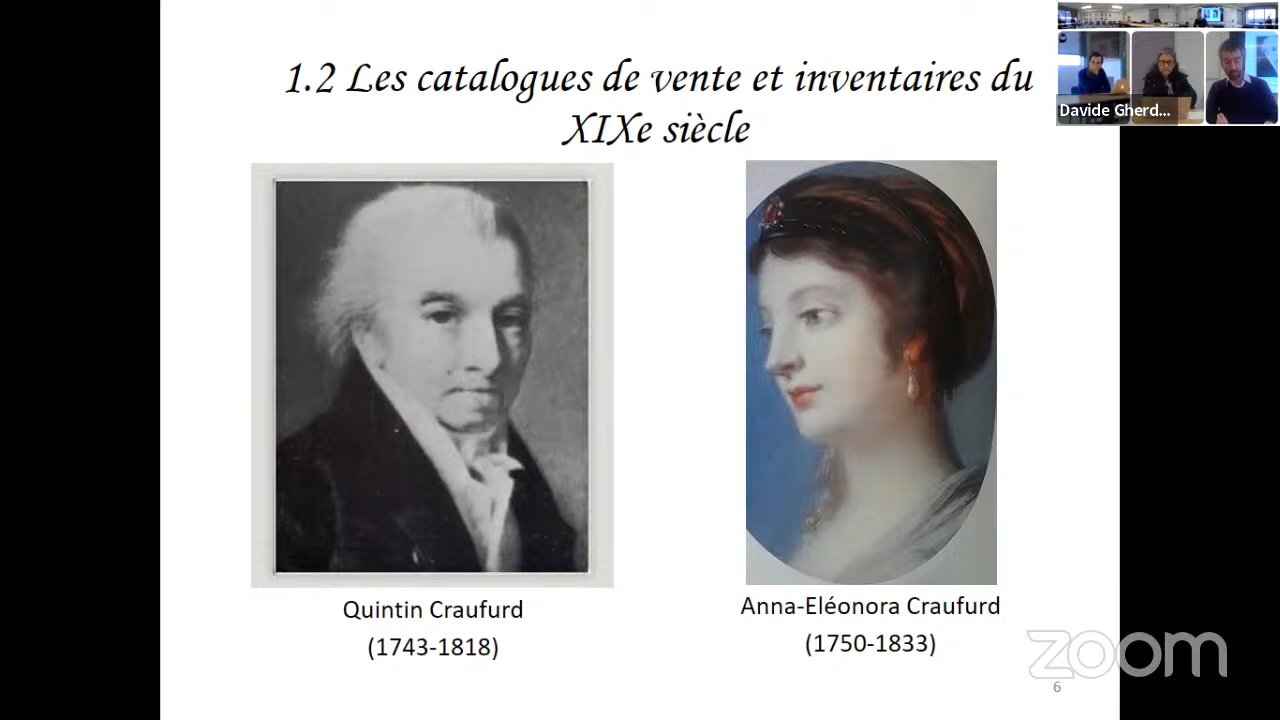 1.2 Les catalogues de vente et inventaires du
XIXe siècle
Davide Gherd...
Quintin Craufurd
(1743-1818)
Anna-Eléonora Craufurd
(1750-1833)
zoom
6